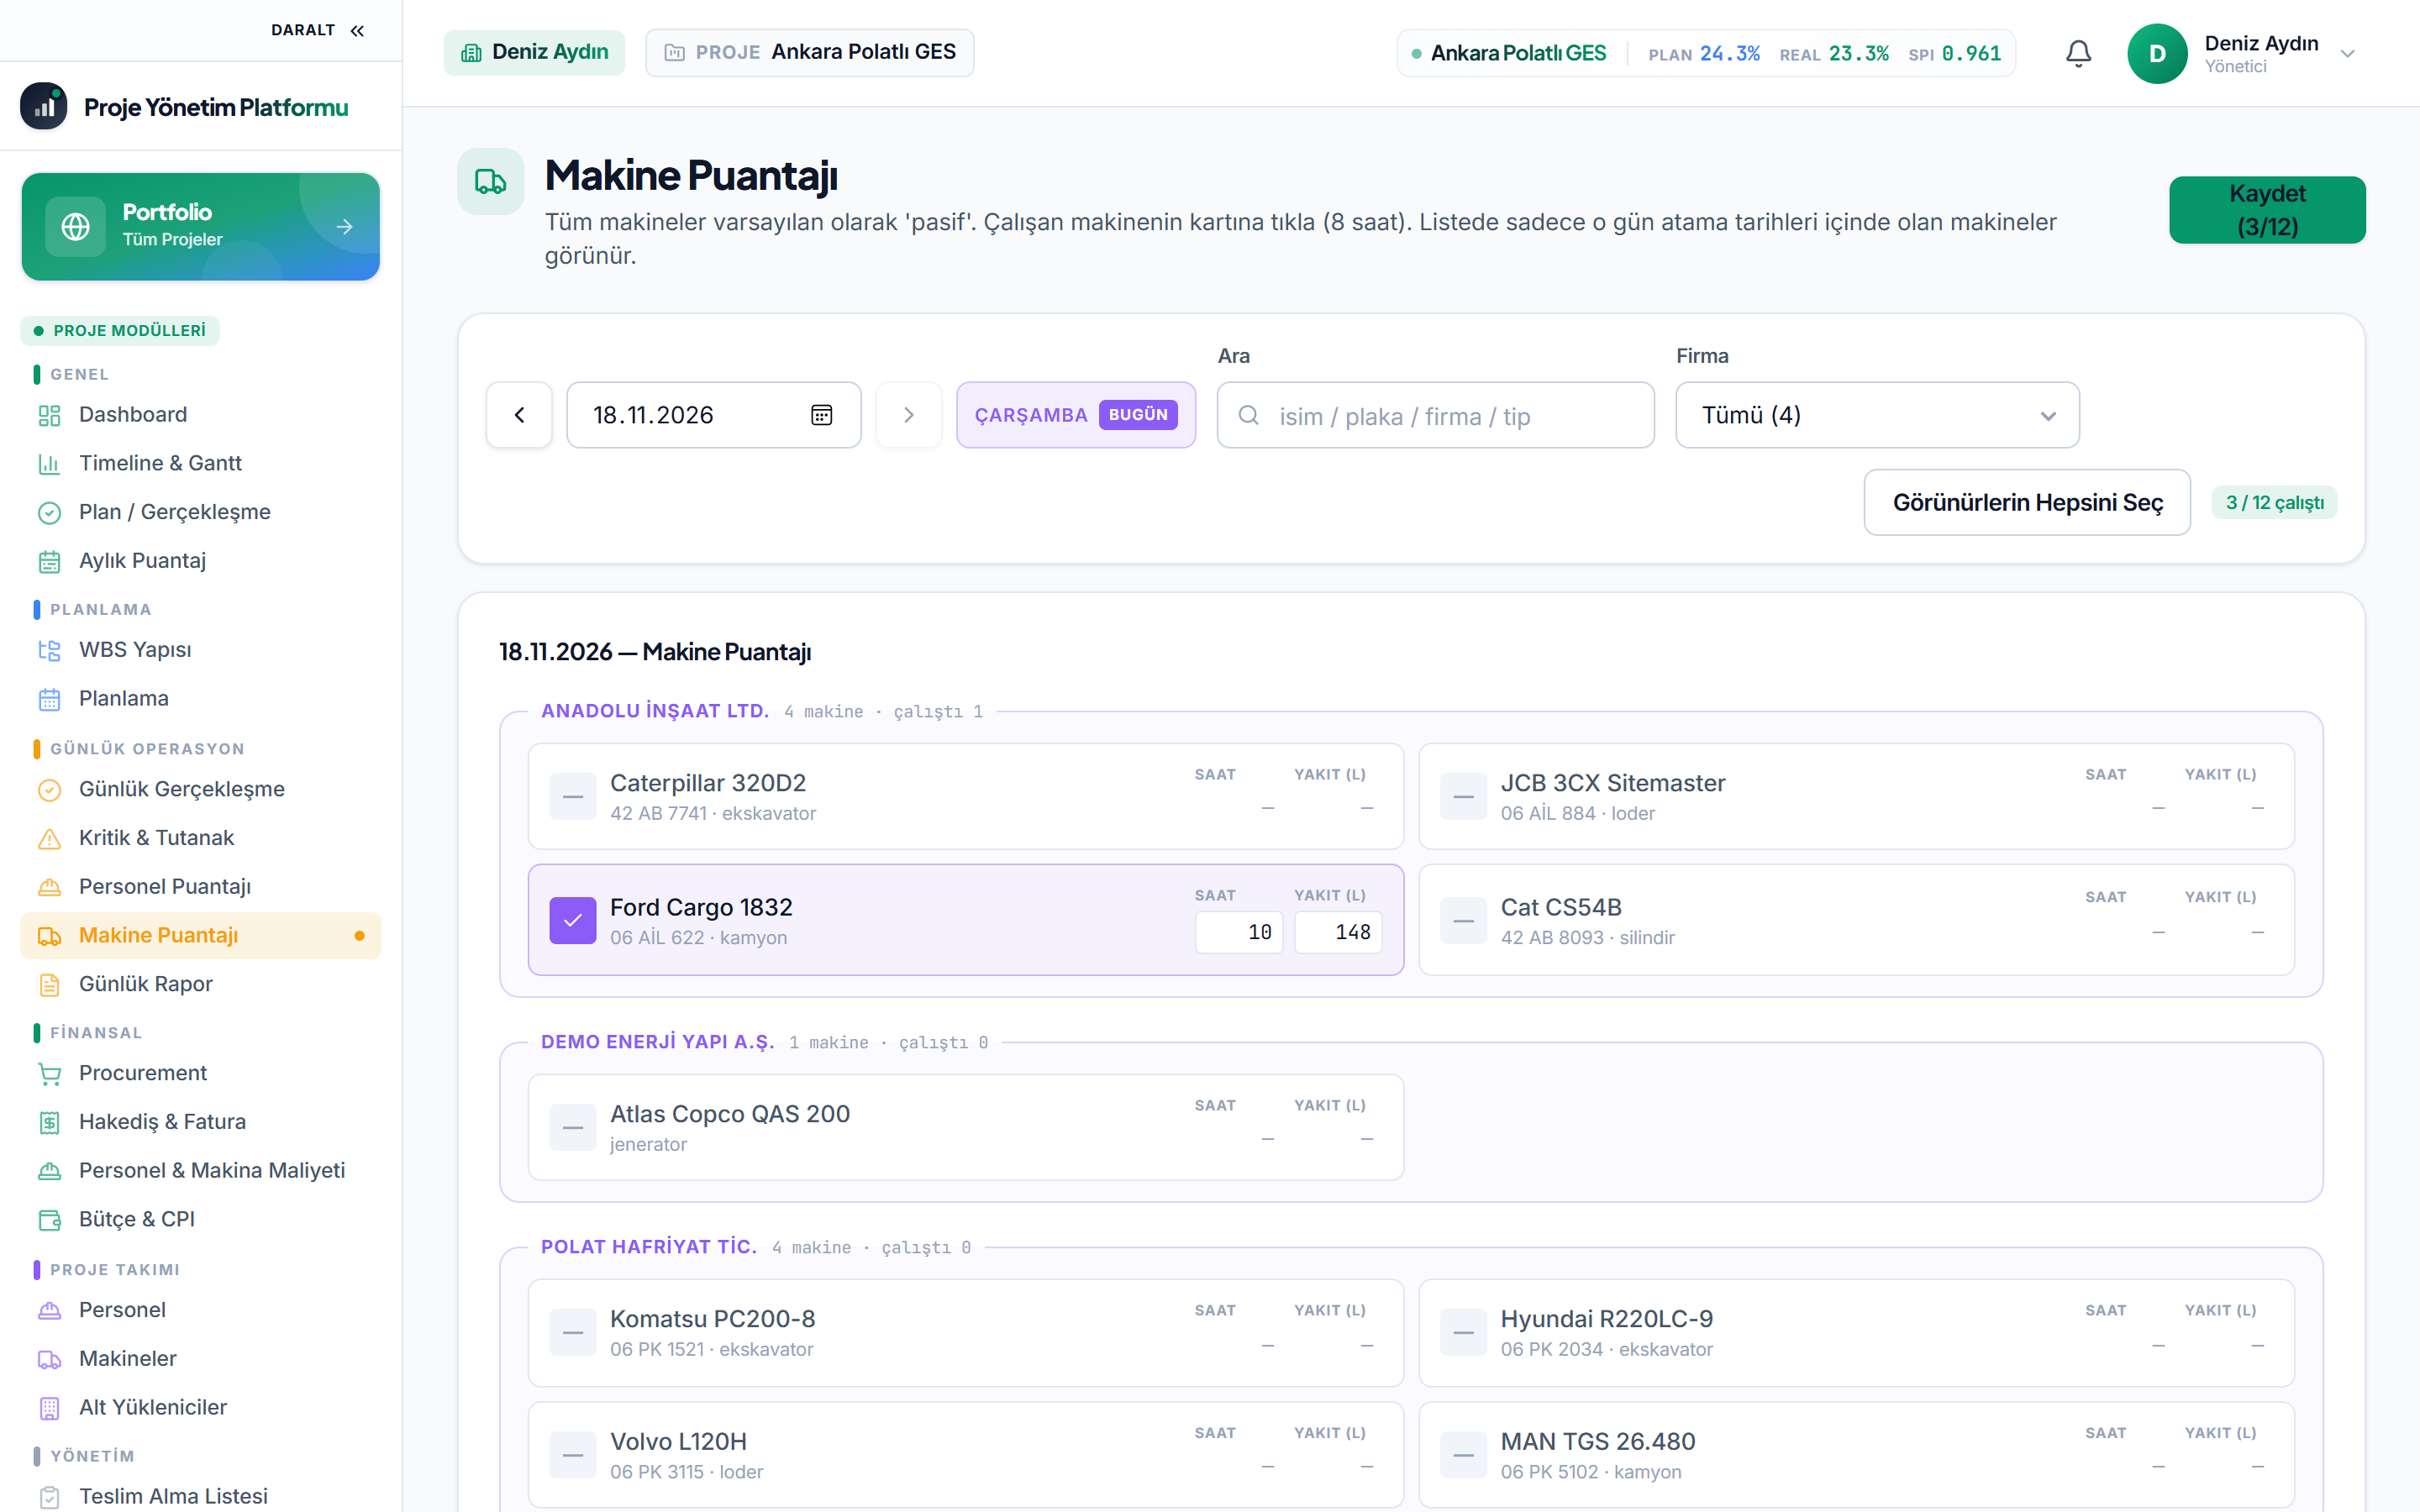 DARALT
Proje Yönetim Platformu
Portfolio
Tüm Projeler
PROJE MODÜLLERİ
GENEL
Dashboard
Timeline & Gantt
Plan / Gerçekleşme
Aylık Puantaj
PLANLAMA
WBS Yapısı
Planlama
GÜNLÜK OPERASYON
Günlük Gerçekleşme
Kritik & Tutanak
Personel Puantajı
Makine Puantajı
Günlük Rapor
FİNANSAL
Procurement
Hakediş & Fatura
Personel & Makina Maliyeti
Bütçe & CPI
PROJE TAKIMI
Personel
Makineler
Alt Yükleniciler
YÖNETİM
Teslim Alma Listesi
Deniz Aydın
PROJE Ankara Polatlı GES
Ankara Polatlı GES PLAN 24.3% REAL 23.3% SPI 0.961
D
Deniz Aydın
Yönetici
Makine Puantajı
Tüm makineler varsayılan olarak 'pasif'. Çalışan makinenin kartına tıkla (8 saat). Listede sadece o gün atama tarihleri içinde olan makineler
görünür.
Kaydet
(3/12)
18.11.2026
ÇARŞAMBA BUGÜN
Ara
isim / plaka / firma / tip
Firma
Tümü (4)
Görünürlerin Hepsini Seç
3 / 12 çalıştı
18.11.2026 — Makine Puantajı
ANADOLU İNŞAAT LTD. 4 makine · çalıştı 1
Caterpillar 320D2
42 AB 7741 · ekskavator
SAAT YAKIT (L)
— —
JCB 3CX Sitemaster
06 AİL 884 · loder
SAAT YAKIT (L)
— —
Ford Cargo 1832
06 AİL 622 · kamyon
SAAT YAKIT (L)
10 148
Cat CS54B
42 AB 8093 · silindir
SAAT YAKIT (L)
— —
DEMO ENERJİ YAPI A.Ş. 1 makine · çalıştı 0
Atlas Copco QAS 200
jenerator
SAAT YAKIT (L)
— —
POLAT HAFRİYAT TİC. 4 makine · çalıştı 0
Komatsu PC200-8
06 PK 1521 · ekskavator
SAAT YAKIT (L)
— —
Hyundai R220LC-9
06 PK 2034 · ekskavator
SAAT YAKIT (L)
— —
Volvo L120H
06 PK 3115 · loder
SAAT YAKIT (L)
— —
MAN TGS 26.480
06 PK 5102 · kamyon
SAAT YAKIT (L)
— —